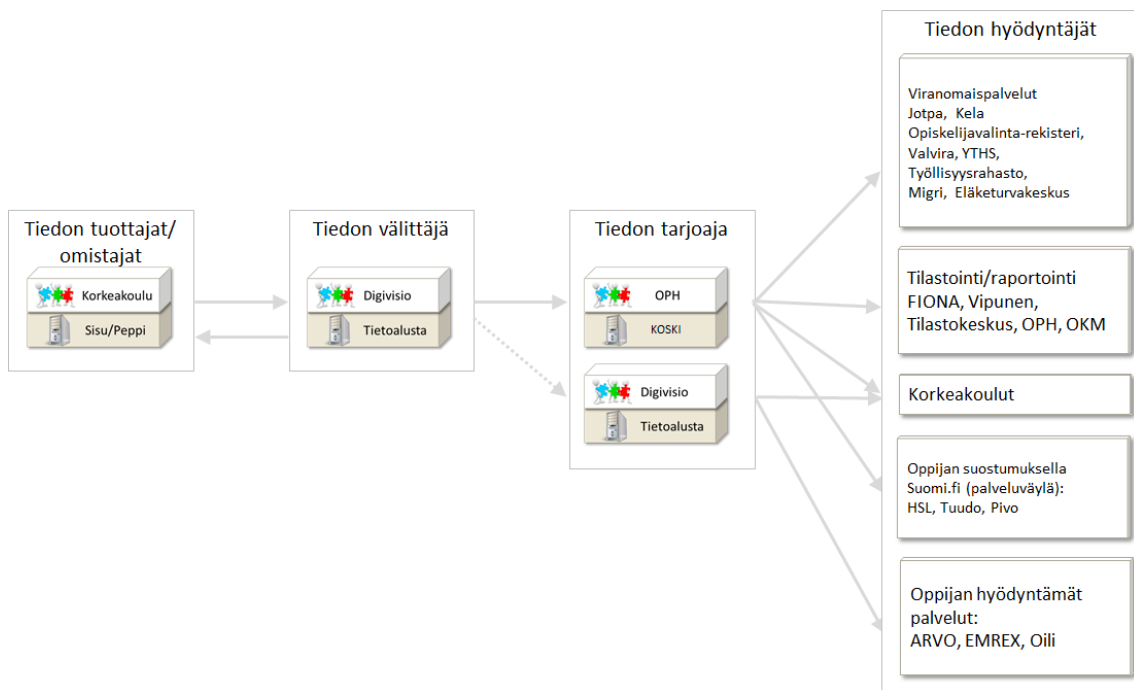 Tiedon tuottajat/
omistajat
Korkeakoulu
Sisu/Peppi
Tiedon välittäjä
Digivisio
Tietoalusta
Tiedon tarjoaja
OPH
KOSKI
Digivisio
Tietoalusta
Tiedon hyödyntäjät
Viranomaispalvelut
Jotpa, Kela
Opiskelijavalinta-rekisteri,
Valvira, YTHS,
Työllisyysrahasto,
Migri, Eläketurvakeskus
Tilastointi/raportointi
FIONA, Vipunen,
Tilastokeskus, OPH, OKM
Korkeakoulut
Oppijan suostumuksella
Suomi.fi (palveluväylä):
HSL, Tuudo, Pivo
Oppijan hyödyntämät
palvelut:
ARVO, EMREX, Oili